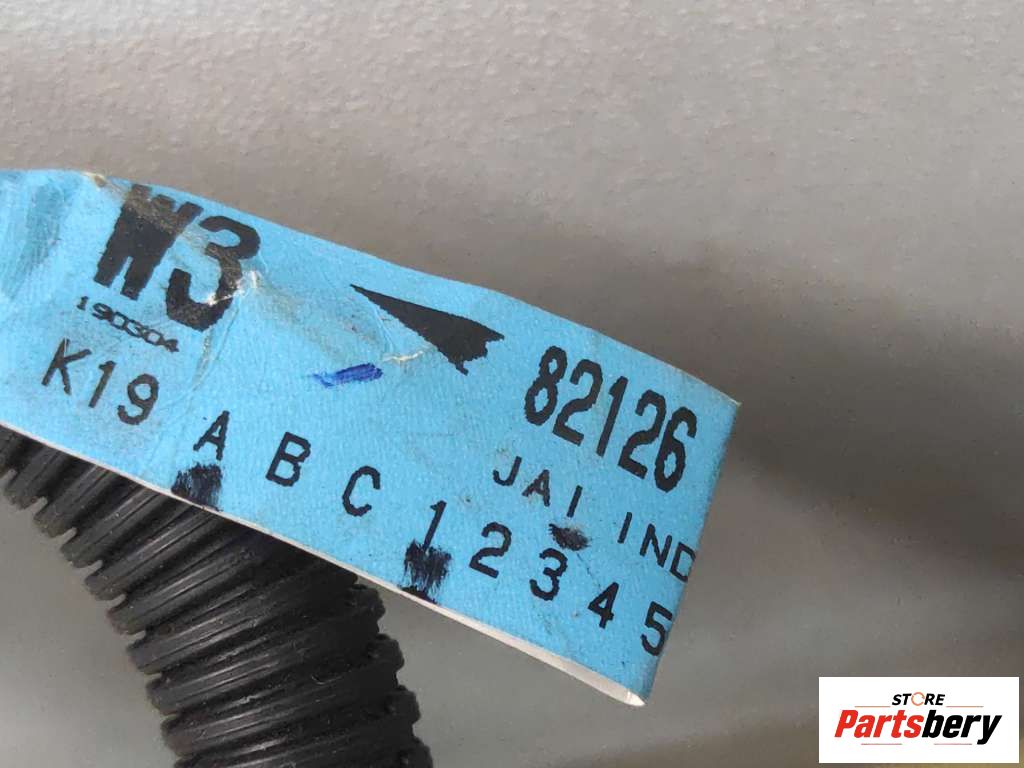 W3
190304
82126
K19
JAI IND
A B C 1 2 3 4 5
STORE
Partsbery